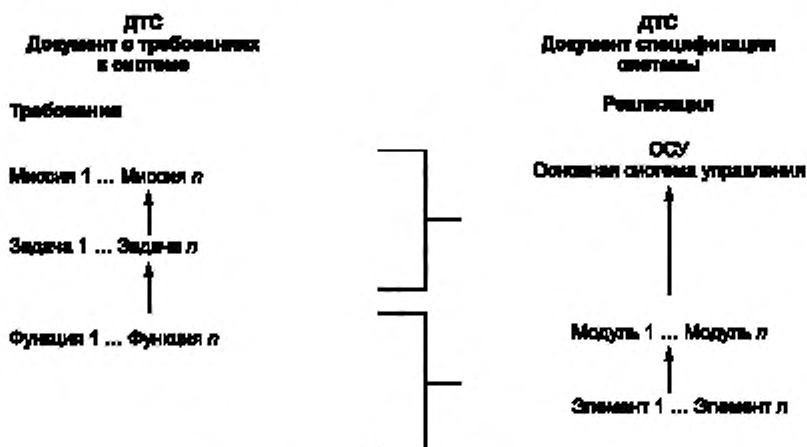 ДТС
Документ о требованиях
к системе
Требования
Миссия 1 ... Миссия n
Задача 1 ... Задача n
Функция 1 ... Функция n
ДТС
Документ спецификации
системы
Реализация
ОСУ
Основная система управления
Модуль 1 ... Модуль n
Элемент 1 ... Элемент n